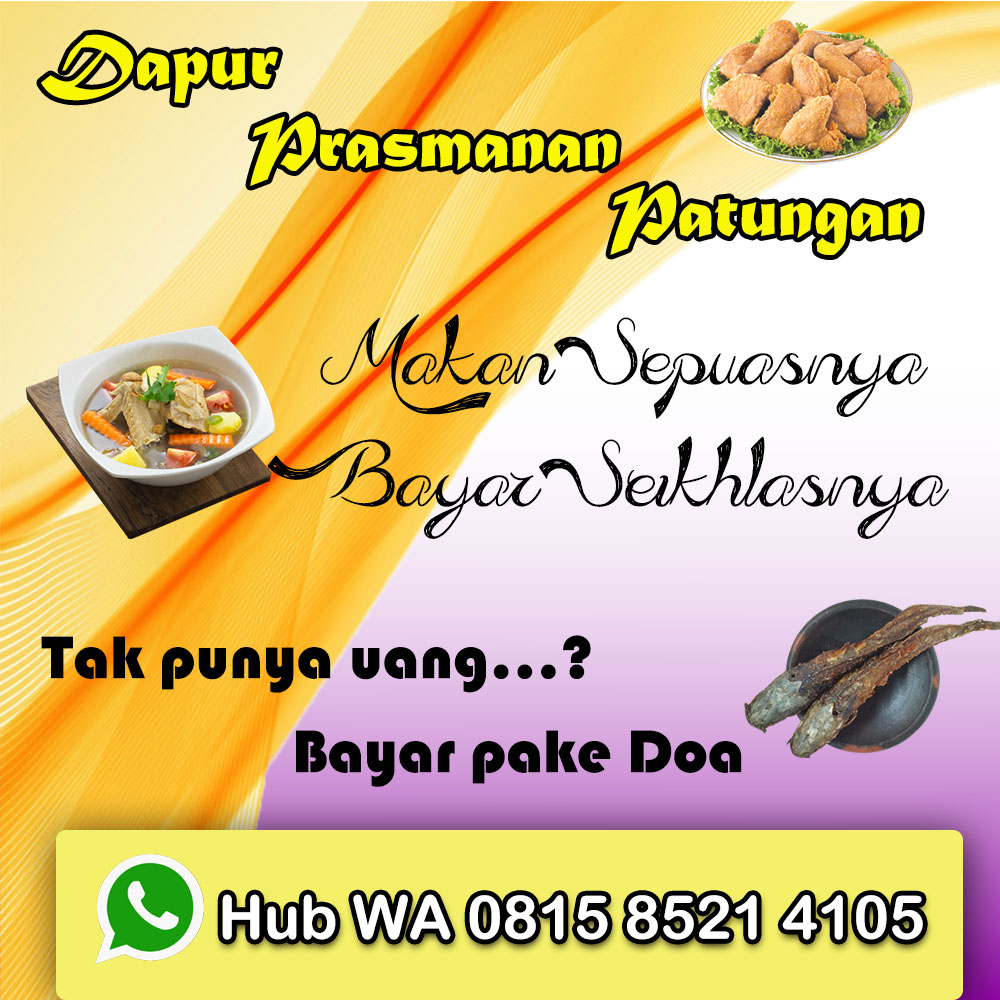 Dapur
Prasmanan
Patungan
Makan Sepuasnya
Bayar Seikhlasnya
Tak punya uang...?
Bayar pake Doa
Hub WA 0815 8521 4105